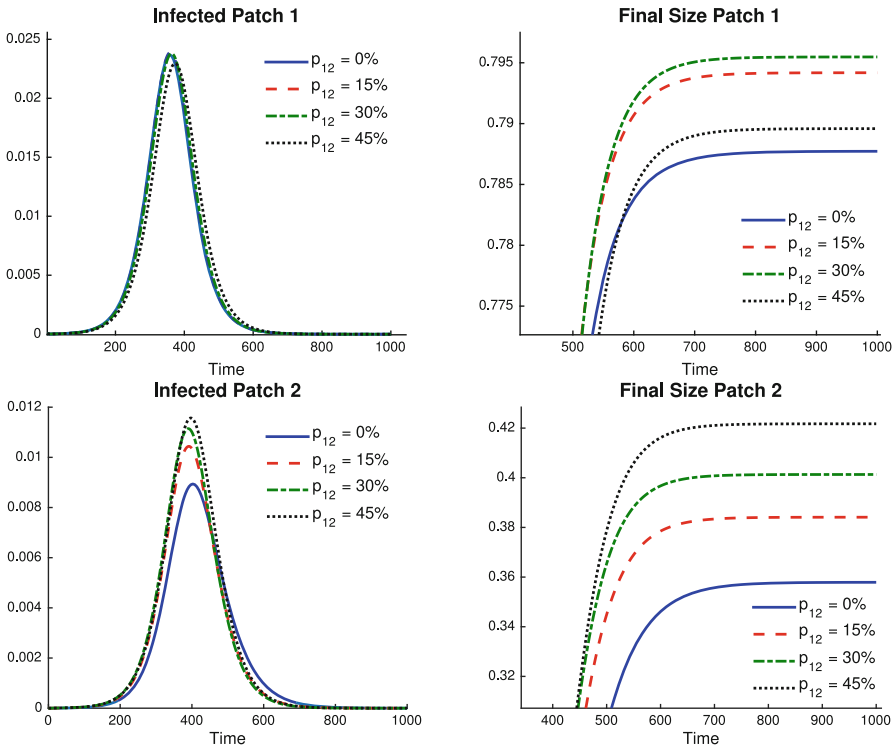 Infected Patch 1
0.025
0.02
0.015
0.01
0.005
0
200
400
600
800
1000
Time
p12 = 0%
p12 = 15%
p12 = 30%
p12 = 45%
Final Size Patch 1
0.795
0.79
0.785
0.78
0.775
500
600
700
800
900
1000
Time
p12 = 0%
p12 = 15%
p12 = 30%
p12 = 45%
Infected Patch 2
0.012
0.01
0.008
0.006
0.004
0.002
0
0
200
400
600
800
1000
Time
p12 = 0%
p12 = 15%
p12 = 30%
p12 = 45%
Final Size Patch 2
0.42
0.4
0.38
0.36
0.34
0.32
400
500
600
700
800
900
1000
Time
p12 = 0%
p12 = 15%
p12 = 30%
p12 = 45%